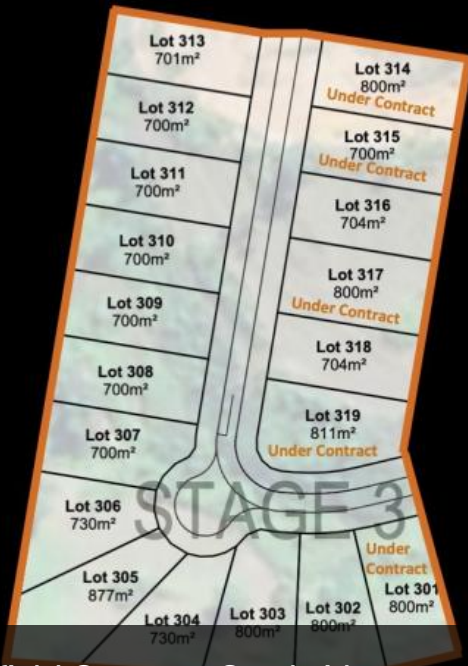 Lot 313
701m²
Lot 314
800m²
Under Contract
Lot 312
700m²
Lot 315
700m²
Under Contract
Lot 311
700m²
Lot 316
704m²
Lot 310
700m²
Lot 317
800m²
Under Contract
Lot 309
700m²
Lot 318
704m²
Lot 308
700m²
Lot 319
811m²
Under Contract
Lot 307
700m²
Lot 306
730m²
STAGE 3
Under
Contract
Lot 305
877m²
Lot 301
800m²
Lot 304
730m²
Lot 303
800m²
Lot 302
800m²